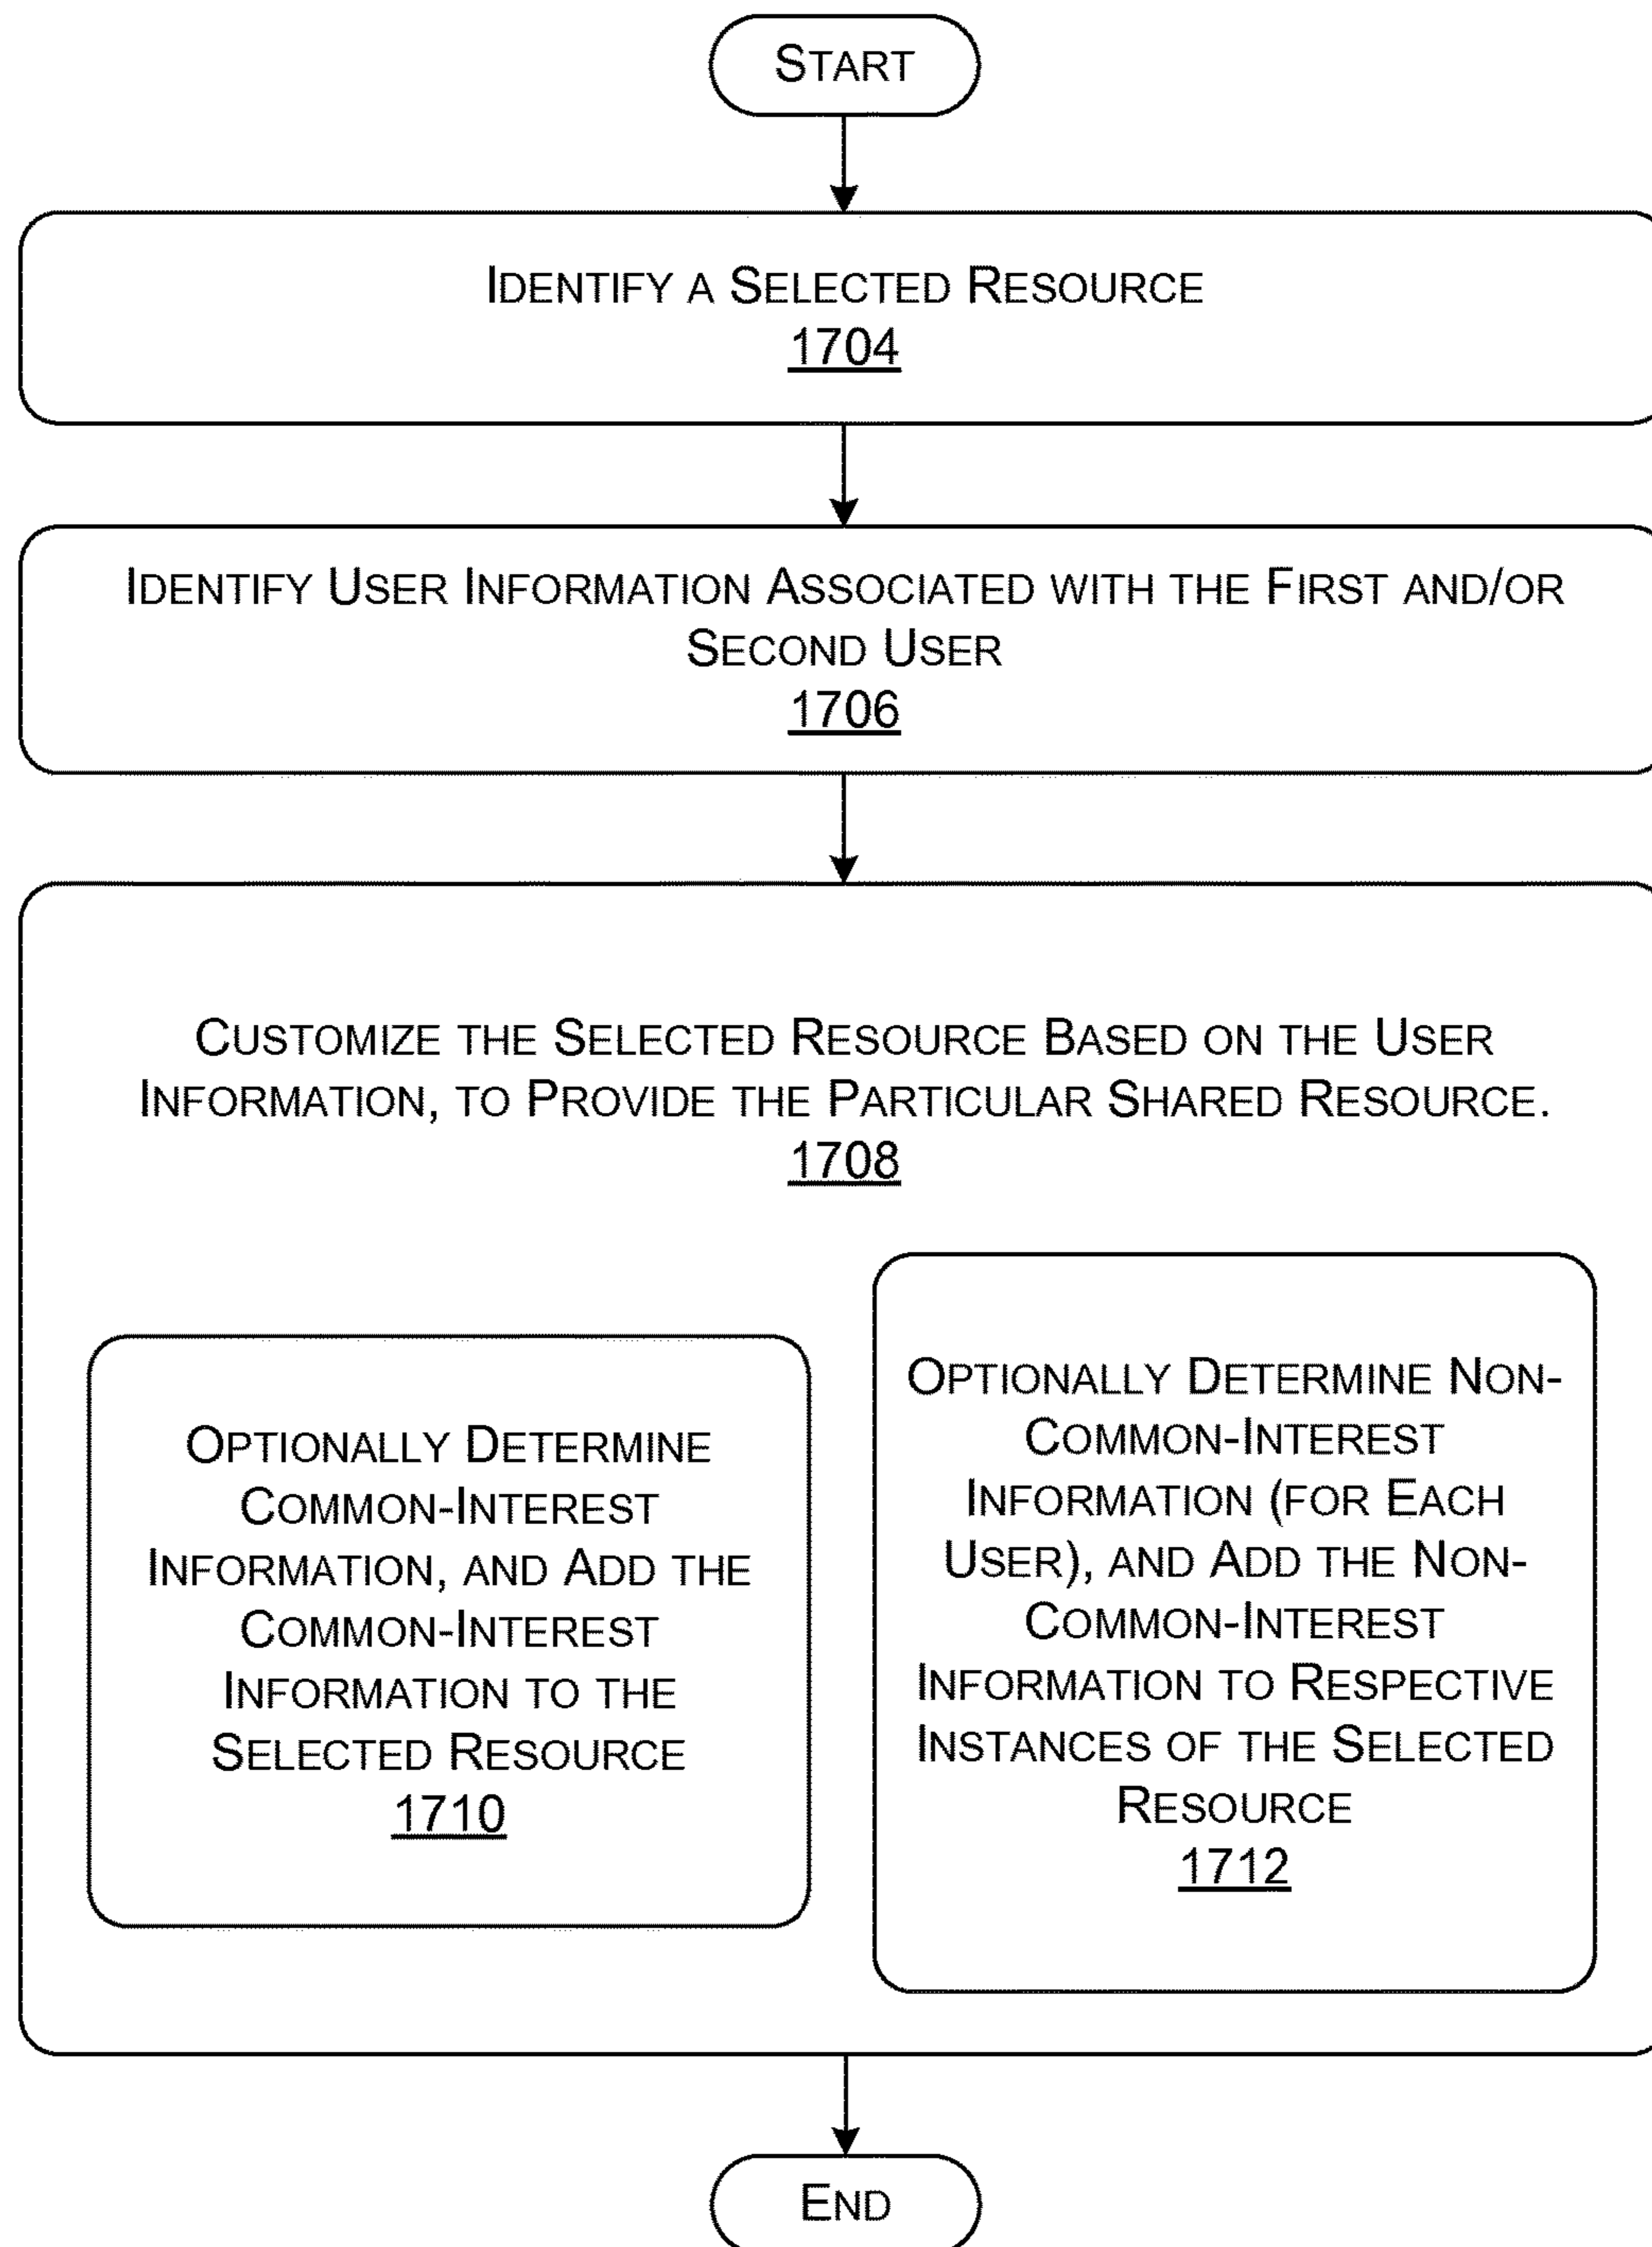 START
IDENTIFY A SELECTED RESOURCE
1704
IDENTIFY USER INFORMATION ASSOCIATED WITH THE FIRST AND/OR
SECOND USER
1706
CUSTOMIZE THE SELECTED RESOURCE BASED ON THE USER
INFORMATION, TO PROVIDE THE PARTICULAR SHARED RESOURCE.
1708
OPTIONALLY DETERMINE
COMMON-INTEREST
INFORMATION, AND ADD THE
COMMON-INTEREST
INFORMATION TO THE
SELECTED RESOURCE
1710
OPTIONALLY DETERMINE NON-
COMMON-INTEREST
INFORMATION (FOR EACH
USER), AND ADD THE NON-
COMMON-INTEREST
INFORMATION TO RESPECTIVE
INSTANCES OF THE SELECTED
RESOURCE
1712
END